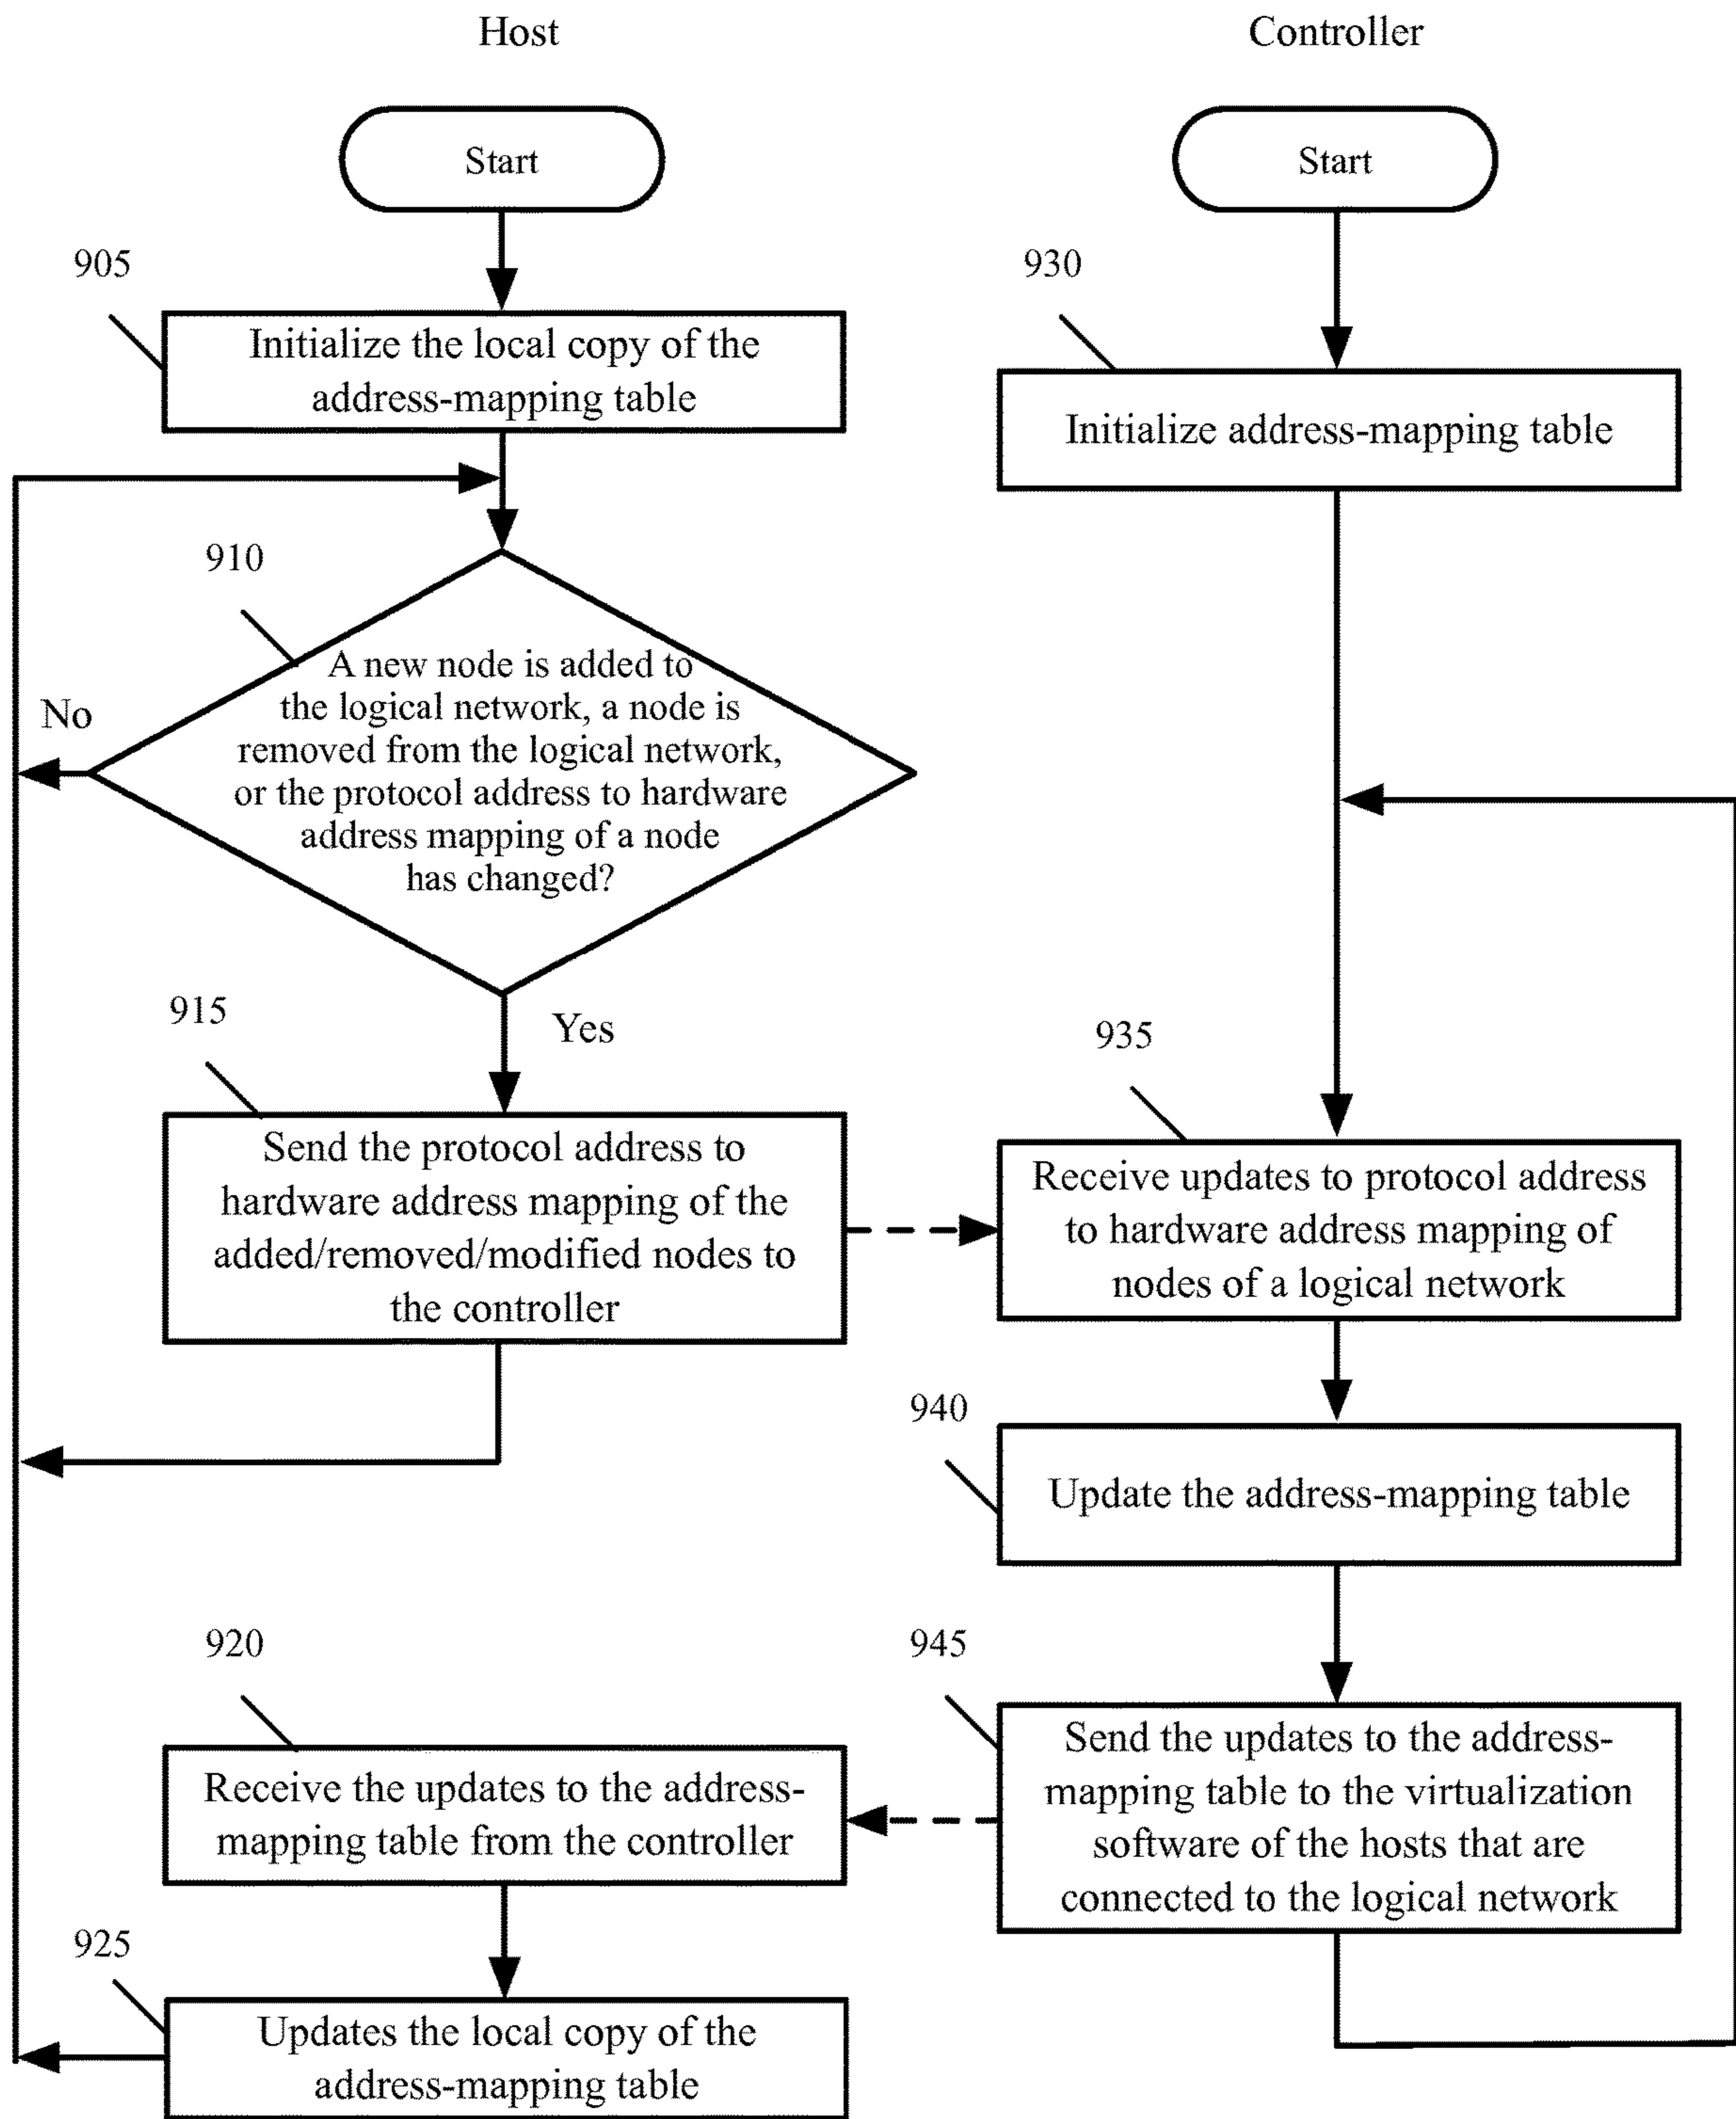 Host
Controller
Start
Start
905
Initialize the local copy of the
address-mapping table
930
Initialize address-mapping table
910
A new node is added to
the logical network, a node is
removed from the logical network,
or the protocol address to hardware
address mapping of a node
has changed?
No
Yes
915
Send the protocol address to
hardware address mapping of the
added/removed/modified nodes to
the controller
935
Receive updates to protocol address
to hardware address mapping of
nodes of a logical network
940
Update the address-mapping table
920
Receive the updates to the address-
mapping table from the controller
945
Send the updates to the address-
mapping table to the virtualization
software of the hosts that are
connected to the logical network
925
Updates the local copy of the
address-mapping table